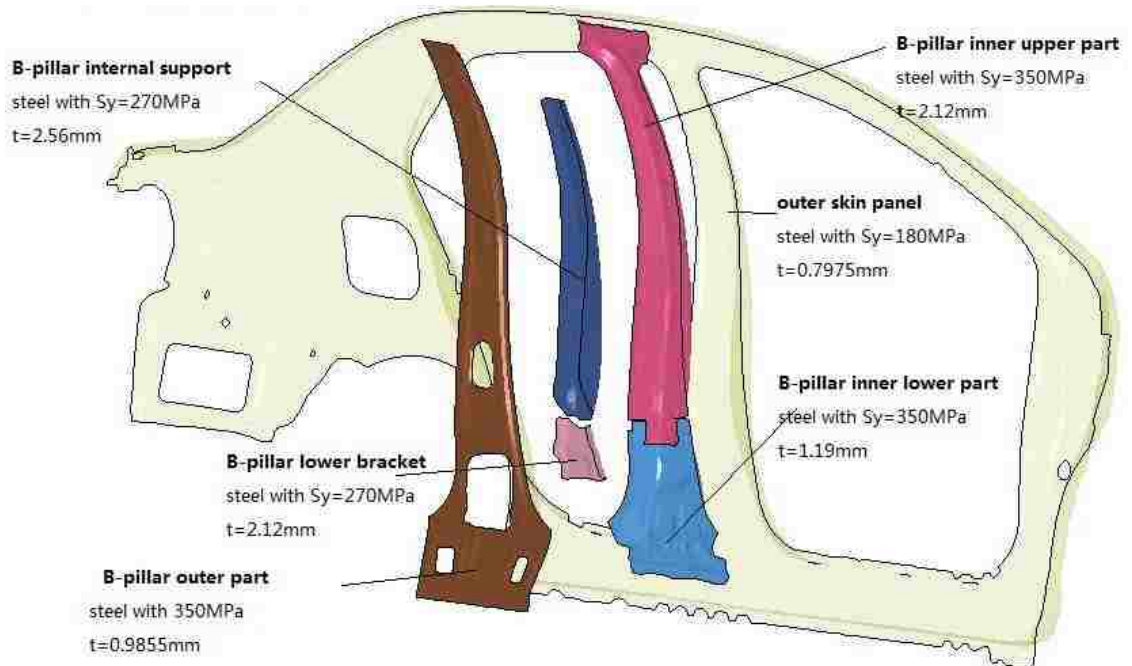 B-pillar internal support
steel with Sy=270MPa
t=2.56mm
B-pillar inner upper part
steel with Sy=350MPa
t=2.12mm
outer skin panel
steel with Sy=180MPa
t=0.7975mm
B-pillar inner lower part
steel with Sy=350MPa
t=1.19mm
B-pillar lower bracket
steel with Sy=270MPa
t=2.12mm
B-pillar outer part
steel with 350MPa
t=0.9855mm